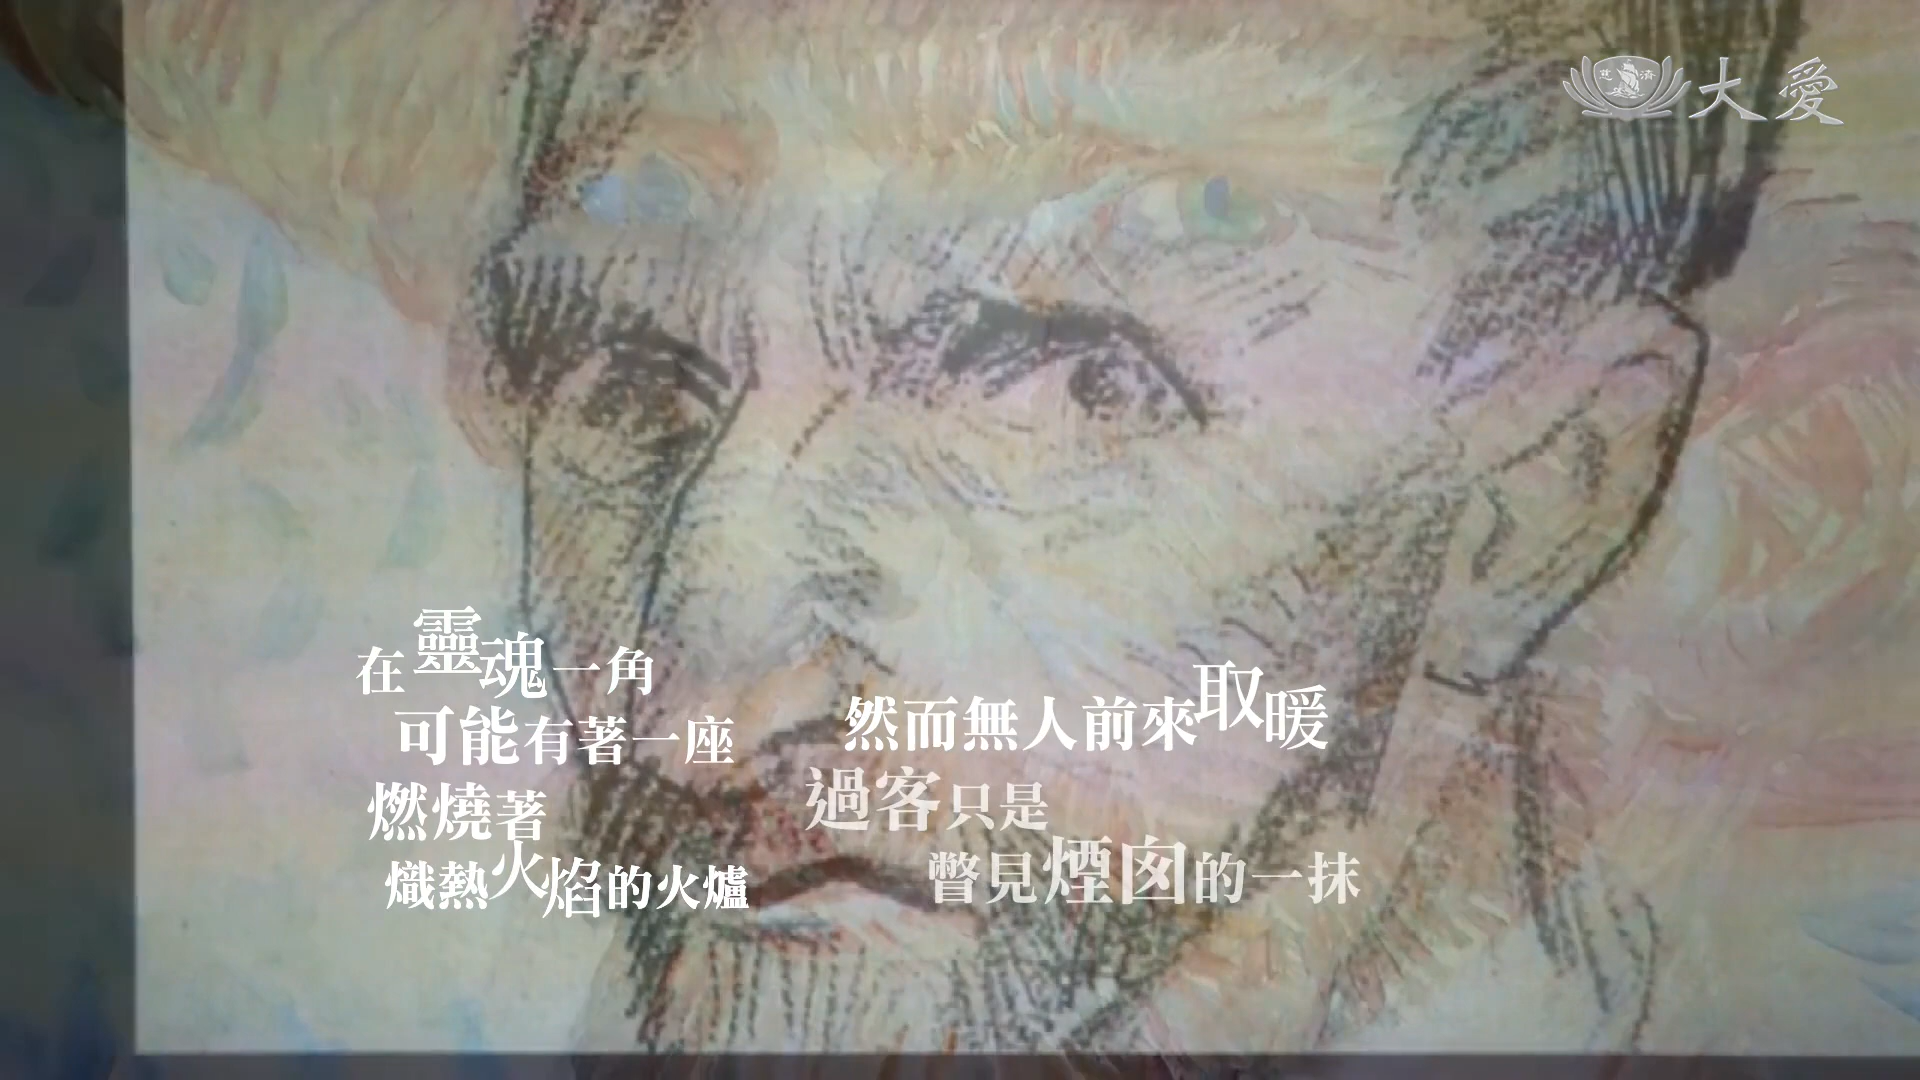 大愛
慈濟
在靈魂一角
可能有著一座
燃燒著
熾熱火焰的火爐
然而無人前來取暖
過客只是
瞥見煙囪的一抹